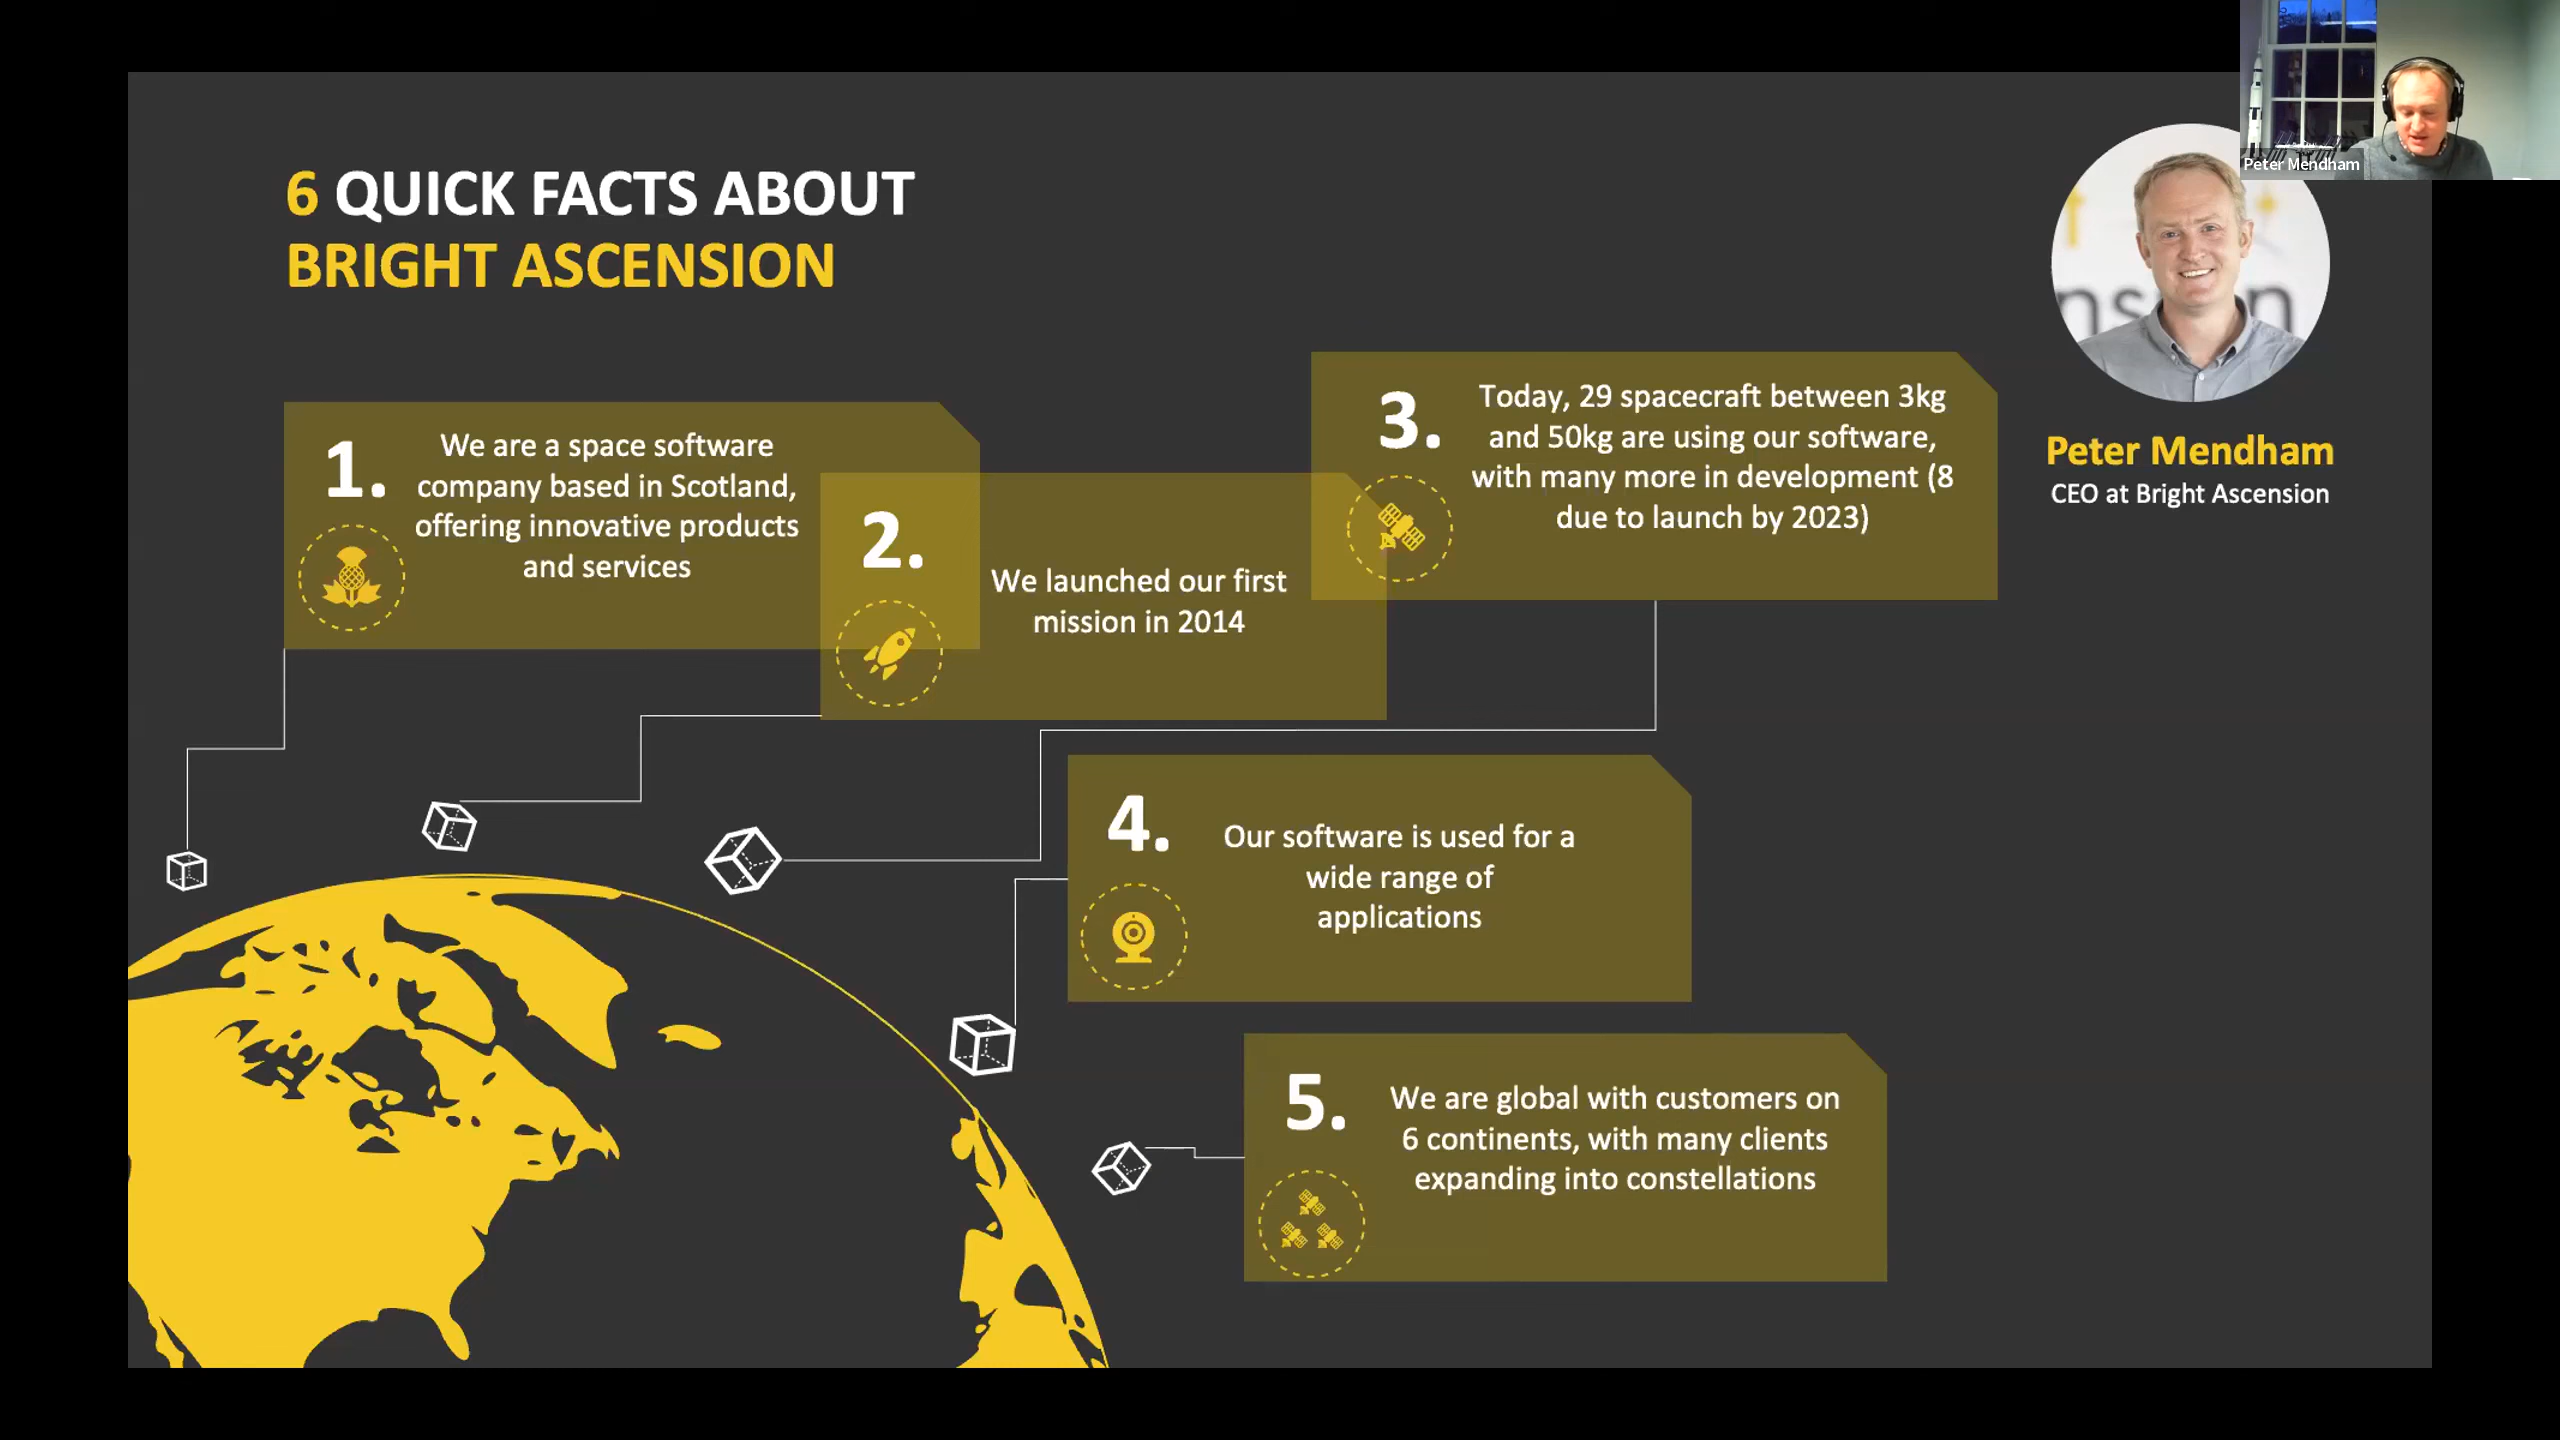 Peter Mendham
6 QUICK FACTS ABOUT
BRIGHT ASCENSION
Peter Mendham
CEO at Bright Ascension
1.
We are a space software
company based in Scotland,
offering innovative products
and services
2.
We launched our first
mission in 2014
3.
Today, 29 spacecraft between 3kg
and 50kg are using our software,
with many more in development (8
due to launch by 2023)
4.
Our software is used for a
wide range of
applications
5.
We are global with customers on
6 continents, with many clients
expanding into constellations